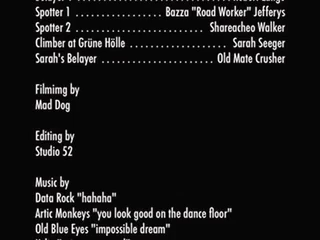 Spotter 1 .................. Bazza "Road Worker" Jefferys
Spotter 2 .......................... Shareacheo Walker
Climber at Grüne Hölle .................. Sarah Seeger
Sarah's Belayer ...................... Old Mate Crusher
Filimg by
Mad Dog
Editing by
Studio 52
Music by
Data Rock "hahaha"
Artic Monkeys "you look good on the dance floor"
Old Blue Eyes "impossible dream"